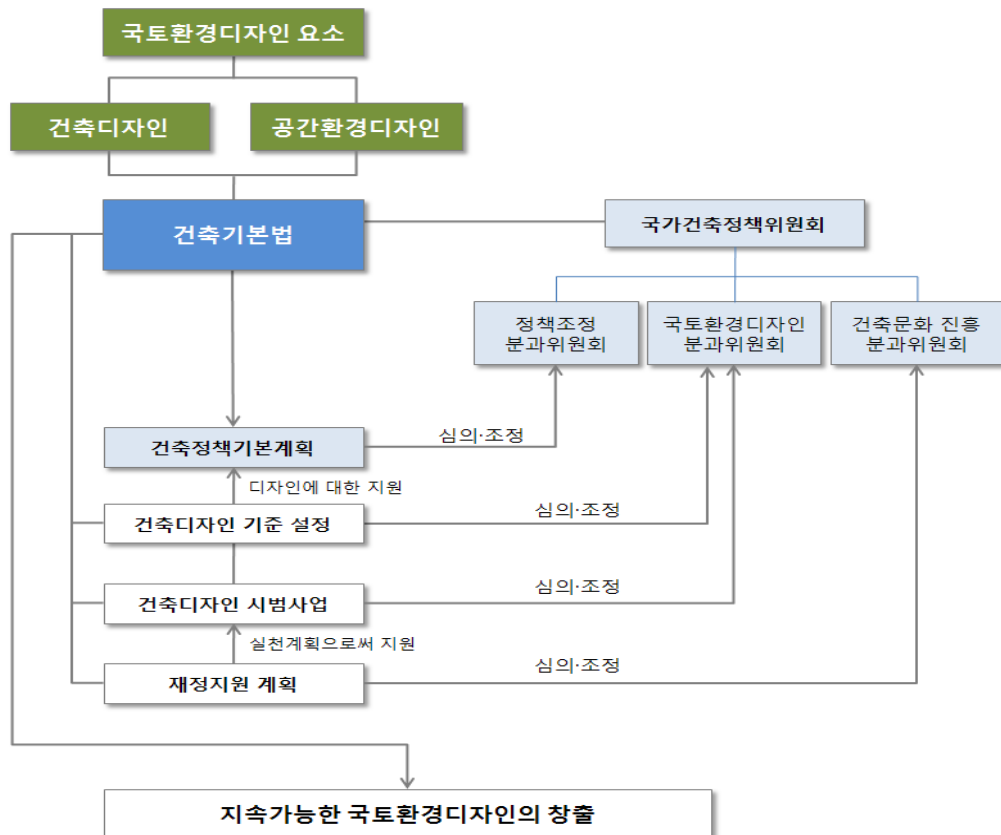 국토환경디자인 요소
건축디자인
공간환경디자인
건축기본법
국가건축정책위원회
정책조정
분과위원회
국토환경디자인
분과위원회
건축문화 진흥
분과위원회
건축정책기본계획
심의·조정
디자인에 대한 지원
건축디자인 기준 설정
심의·조정
건축디자인 시범사업
심의·조정
실천계획으로써 지원
재정지원 계획
심의·조정
지속가능한 국토환경디자인의 창출